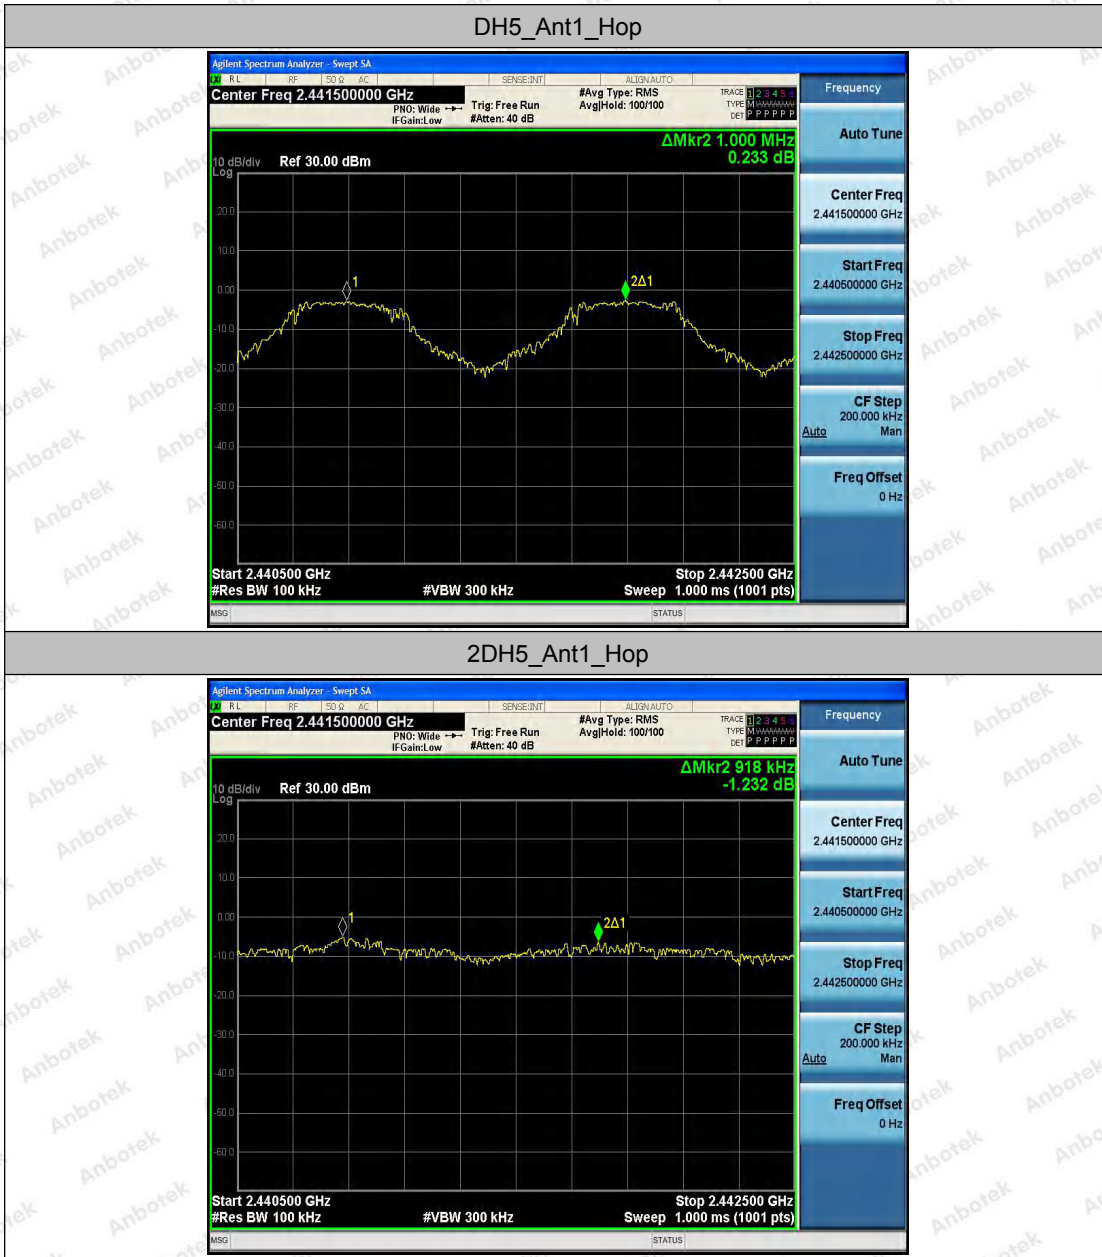 DH5_Ant1_Hop
Agilent Spectrum Analyzer - Swept SA
RL RF 50 Ω AC SENSE:INT ALIGNAUTO
Center Freq 2.441500000 GHz
PNO: Wide Trig: Free Run
IFGain:Low #Atten: 40 dB
#Avg Type: RMS
Avg|Hold: 100/100
TRACE 1 2 3 4 5 6
TYPE M
DET P P P P P P
ΔMkr2 1.000 MHz
0.233 dB
10 dB/div Ref 30.00 dBm
Log
20.0
10.0
0.00
-10.0
-20.0
-30.0
-40.0
-50.0
-60.0
1
2Δ1
Start 2.440500 GHz Stop 2.442500 GHz
#Res BW 100 kHz #VBW 300 kHz Sweep 1.000 ms (1001 pts)
MSG STATUS
Frequency
Auto Tune
Center Freq
2.441500000 GHz
Start Freq
2.440500000 GHz
Stop Freq
2.442500000 GHz
CF Step
200.000 kHz
Auto Man
Freq Offset
0 Hz
2DH5_Ant1_Hop
Agilent Spectrum Analyzer - Swept SA
RL RF 50 Ω AC SENSE:INT ALIGNAUTO
Center Freq 2.441500000 GHz
PNO: Wide Trig: Free Run
IFGain:Low #Atten: 40 dB
#Avg Type: RMS
Avg|Hold: 100/100
TRACE 1 2 3 4 5 6
TYPE M
DET P P P P P P
ΔMkr2 918 kHz
-1.232 dB
10 dB/div Ref 30.00 dBm
Log
20.0
10.0
0.00
-10.0
-20.0
-30.0
-40.0
-50.0
-60.0
1
2Δ1
Start 2.440500 GHz Stop 2.442500 GHz
#Res BW 100 kHz #VBW 300 kHz Sweep 1.000 ms (1001 pts)
MSG STATUS
Frequency
Auto Tune
Center Freq
2.441500000 GHz
Start Freq
2.440500000 GHz
Stop Freq
2.442500000 GHz
CF Step
200.000 kHz
Auto Man
Freq Offset
0 Hz
Anbotek